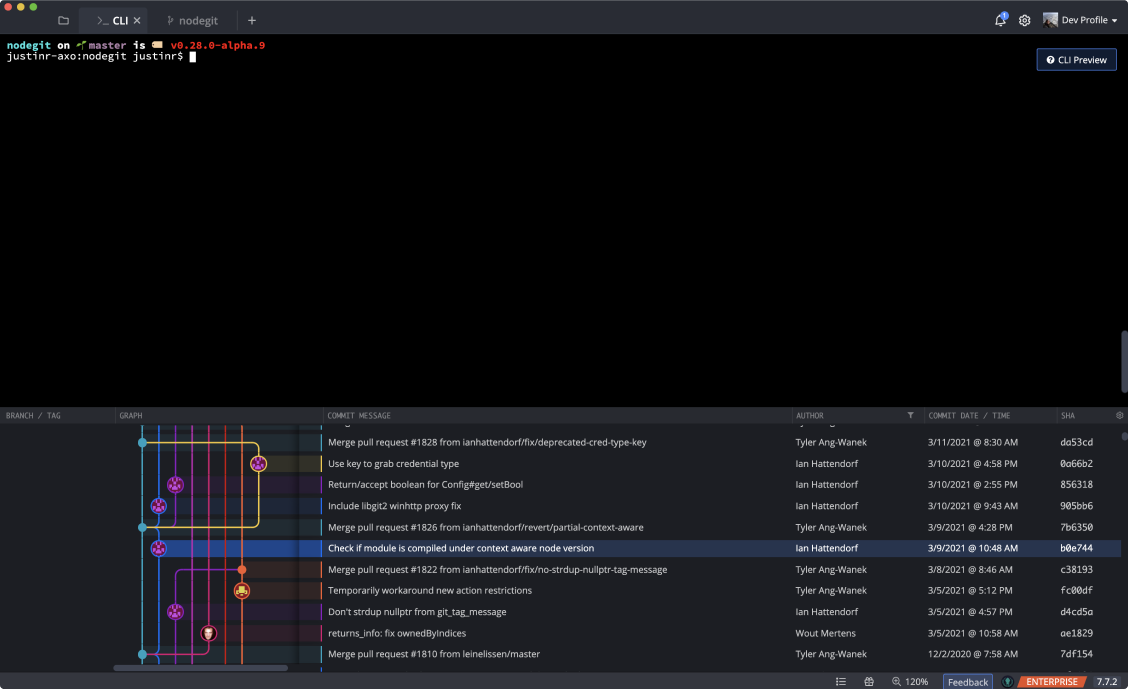 >_ CLI ×
nodegit
+
1
Dev Profile
nodegit on master is v0.28.0-alpha.9
justinr-axo:nodegit justinr$
CLI Preview
BRANCH / TAG GRAPH COMMIT MESSAGE AUTHOR COMMIT DATE / TIME SHA
Merge pull request #1828 from ianhattendorf/fix/deprecated-cred-type-key Tyler Ang-Wanek 3/11/2021 @ 8:30 AM da53cd
Use key to grab credential type Ian Hattendorf 3/10/2021 @ 4:58 PM 0a66b2
Return/accept boolean for Config#get/setBool Ian Hattendorf 3/10/2021 @ 2:55 PM 856318
Include libgit2 winhttp proxy fix Ian Hattendorf 3/10/2021 @ 9:43 AM 905bb6
Merge pull request #1826 from ianhattendorf/revert/partial-context-aware Tyler Ang-Wanek 3/9/2021 @ 4:28 PM 7b6350
Check if module is compiled under context aware node version Ian Hattendorf 3/9/2021 @ 10:48 AM b0e744
Merge pull request #1822 from ianhattendorf/fix/no-strdup-nullptr-tag-message Tyler Ang-Wanek 3/8/2021 @ 8:46 AM c38193
Temporarily workaround new action restrictions Tyler Ang-Wanek 3/5/2021 @ 5:12 PM fc00df
Don't strdup nullptr from git_tag_message Ian Hattendorf 3/5/2021 @ 4:57 PM d4cd5a
returns_info: fix ownedByIndices Wout Mertens 3/5/2021 @ 10:58 AM ae1829
Merge pull request #1810 from leinelissen/master Tyler Ang-Wanek 12/2/2020 @ 7:58 AM 7df154
120% Feedback ENTERPRISE 7.7.2